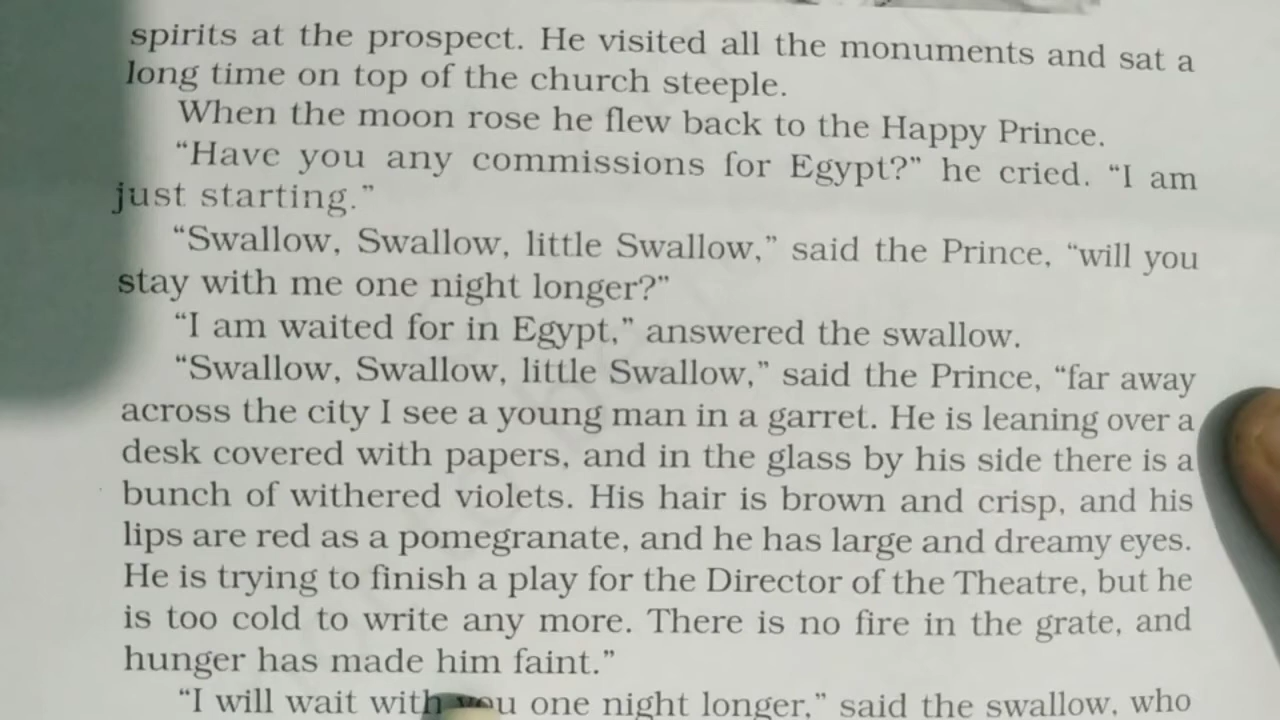 spirits at the prospect. He visited all the monuments and sat a
long time on top of the church steeple.
When the moon rose he flew back to the Happy Prince.
“Have you any commissions for Egypt?” he cried. “I am
just starting.”
“Swallow, Swallow, little Swallow,” said the Prince, “will you
stay with me one night longer?”
“I am waited for in Egypt,” answered the swallow.
“Swallow, Swallow, little Swallow,” said the Prince, “far away
across the city I see a young man in a garret. He is leaning over a
desk covered with papers, and in the glass by his side there is a
bunch of withered violets. His hair is brown and crisp, and his
lips are red as a pomegranate, and he has large and dreamy eyes.
He is trying to finish a play for the Director of the Theatre, but he
is too cold to write any more. There is no fire in the grate, and
hunger has made him faint.”
“I will wait with you one night longer,” said the swallow, who